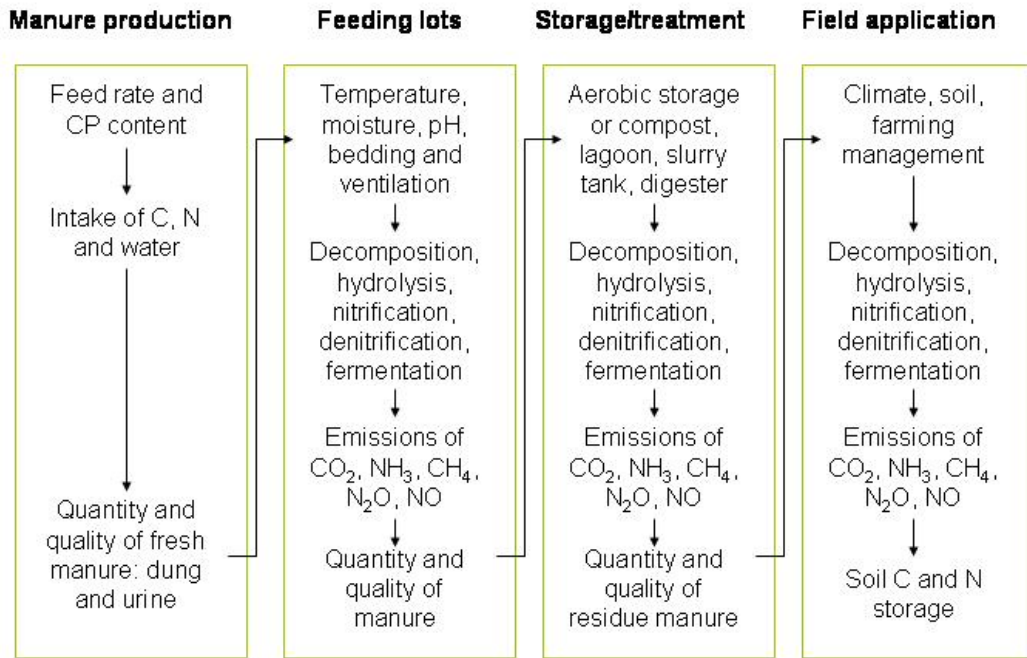 Manure production
Feeding lots
Storage/treatment
Field application
Feed rate and
CP content
Intake of C, N
and water
Quantity and
quality of fresh
manure: dung
and urine
Temperature,
moisture, pH,
bedding and
ventilation
Decomposition,
hydrolysis,
nitrification,
denitrification,
fermentation
Emissions of
CO₂, NH₃, CH₄,
N₂O, NO
Quantity and
quality of
manure
Aerobic storage
or compost,
lagoon, slurry
tank, digester
Decomposition,
hydrolysis,
nitrification,
denitrification,
fermentation
Emissions of
CO₂, NH₃, CH₄,
N₂O, NO
Quantity and
quality of
residue manure
Climate, soil,
farming
management
Decomposition,
hydrolysis,
nitrification,
denitrification,
fermentation
Emissions of
CO₂, NH₃, CH₄,
N₂O, NO
Soil C and N
storage